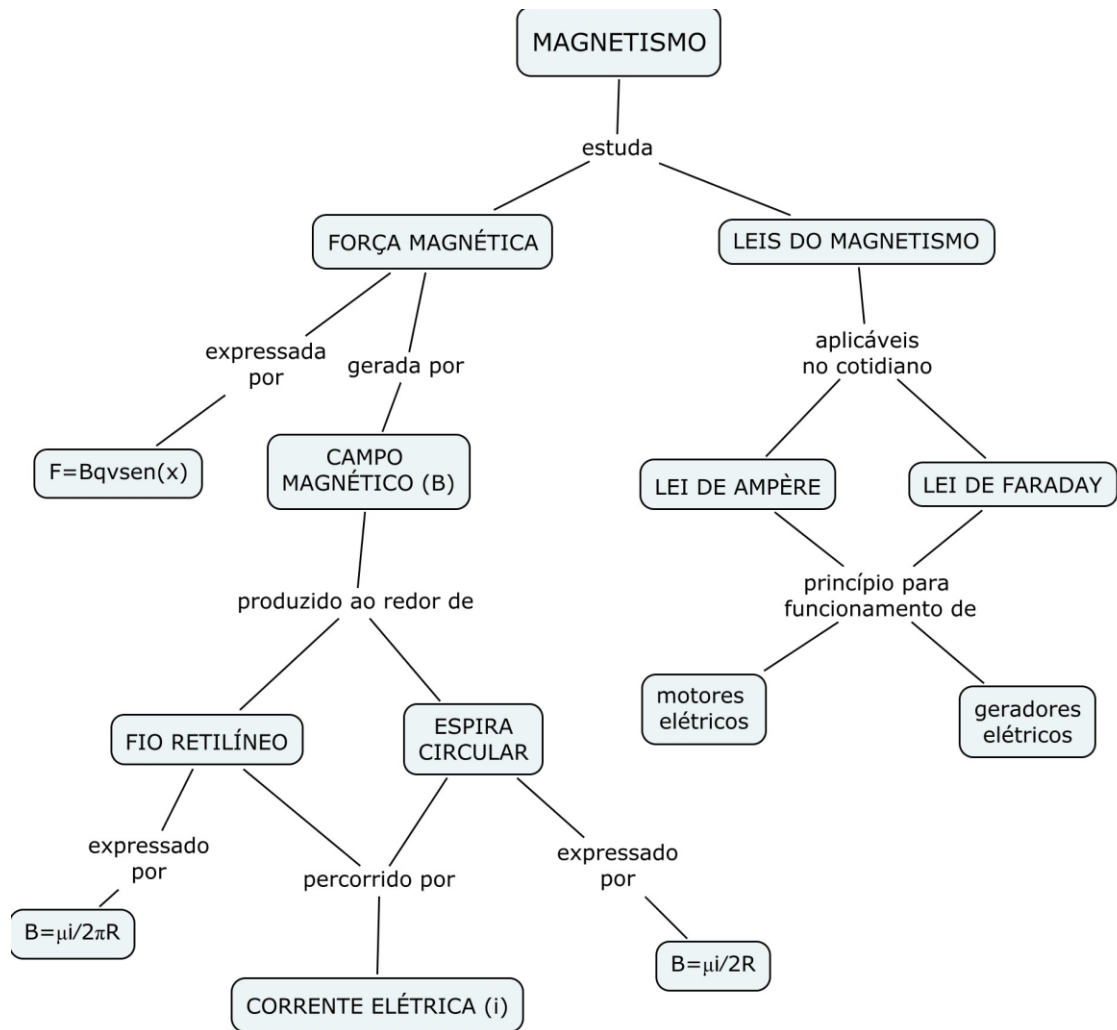 MAGNETISMO
estuda
FORÇA MAGNÉTICA
LEIS DO MAGNETISMO
expressada
por
gerada por
aplicáveis
no cotidiano
F=Bqvsen(x)
CAMPO
MAGNÉTICO (B)
LEI DE AMPÈRE
LEI DE FARADAY
produzido ao redor de
princípio para
funcionamento de
FIO RETILÍNEO
ESPIRA
CIRCULAR
motores
elétricos
geradores
elétricos
expressado
por
percorrido por
expressado
por
B=μi/2πR
B=μi/2R
CORRENTE ELÉTRICA (i)